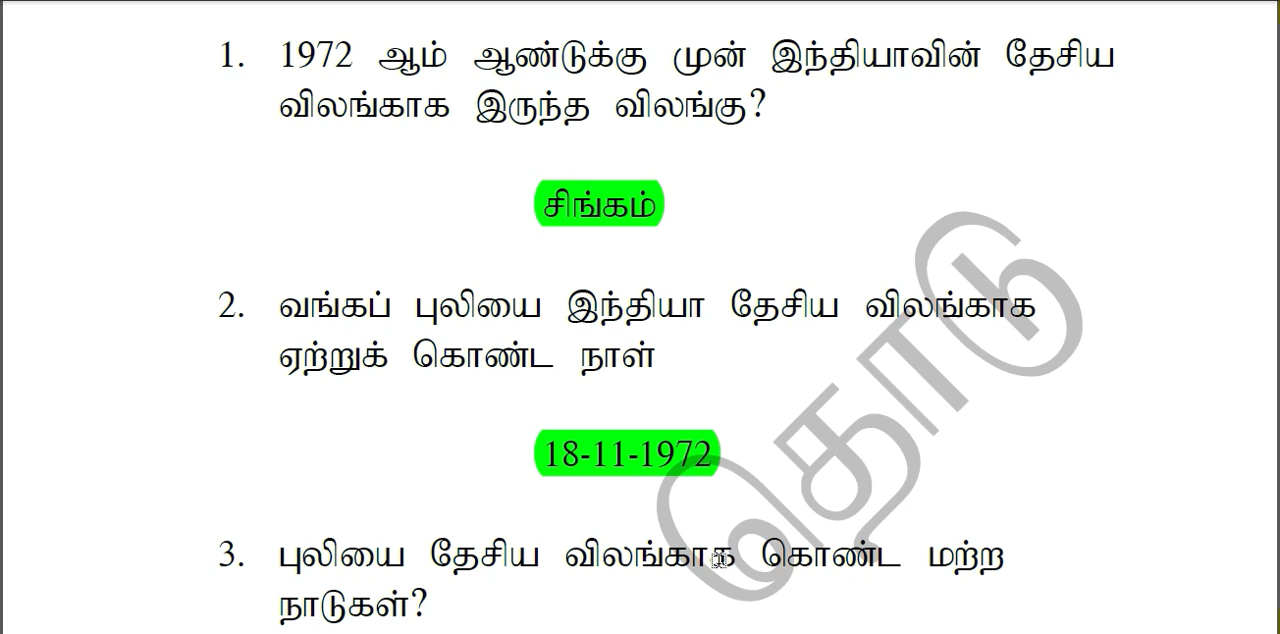 1. 1972 ஆம் ஆண்டுக்கு முன் இந்தியாவின் தேசிய
விலங்காக இருந்த விலங்கு?
சிங்கம்
2. வங்கப் புலியை இந்தியா தேசிய விலங்காக
ஏற்றுக் கொண்ட நாள்
18-11-1972
3. புலியை தேசிய விலங்காக கொண்ட மற்ற
நாடுகள்?
தொடு